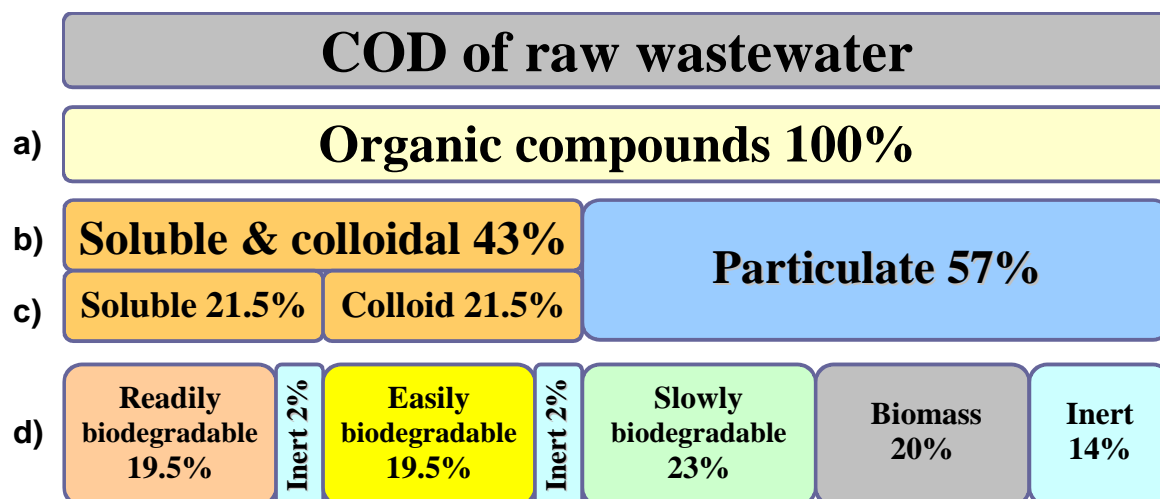 COD of raw wastewater
a)
Organic compounds 100%
b)
Soluble & colloidal 43%
Particulate 57%
c)
Soluble 21.5%
Colloid 21.5%
d)
Readily
biodegradable
19.5%
Inert 2%
Easily
biodegradable
19.5%
Inert 2%
Slowly
biodegradable
23%
Biomass
20%
Inert
14%